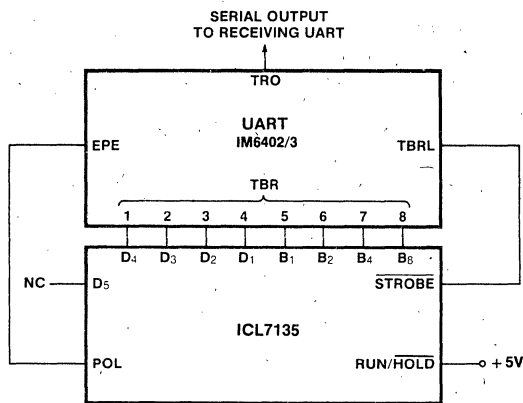 SERIAL OUTPUT
TO RECEIVING UART
TRO
UART
IM6402/3
EPE
TBRL
TBR
1 2 3 4 5 6 7 8
D4 D3 D2 D1 B1 B2 B4 B8
NC
D5
STROBE
ICL7135
POL
RUN/HOLD
+5V